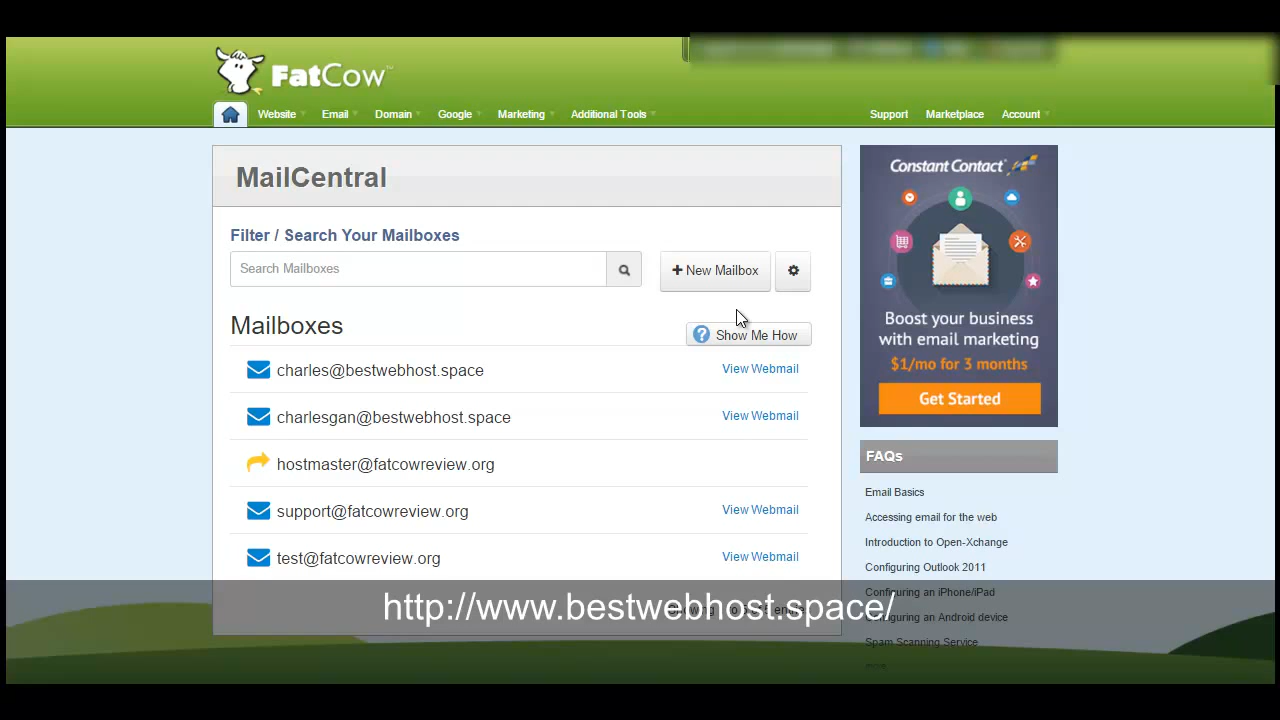 FatCow™
Website Email Domain Google Marketing Additional Tools Support Marketplace Account
MailCentral
Filter / Search Your Mailboxes
Search Mailboxes
New Mailbox
Mailboxes
? Show Me How
charles@bestwebhost.space View Webmail
charlesgan@bestwebhost.space View Webmail
hostmaster@fatcowreview.org
support@fatcowreview.org View Webmail
test@fatcowreview.org View Webmail
Constant Contact
Boost your business
with email marketing
$1/mo for 3 months
Get Started
FAQs
Email Basics
Accessing email for the web
Introduction to Open-Xchange
Configuring Outlook 2011
Configuring an iPhone/iPad
Configuring an Android device
Spam Scanning Service
more
http://www.bestwebhost.space/